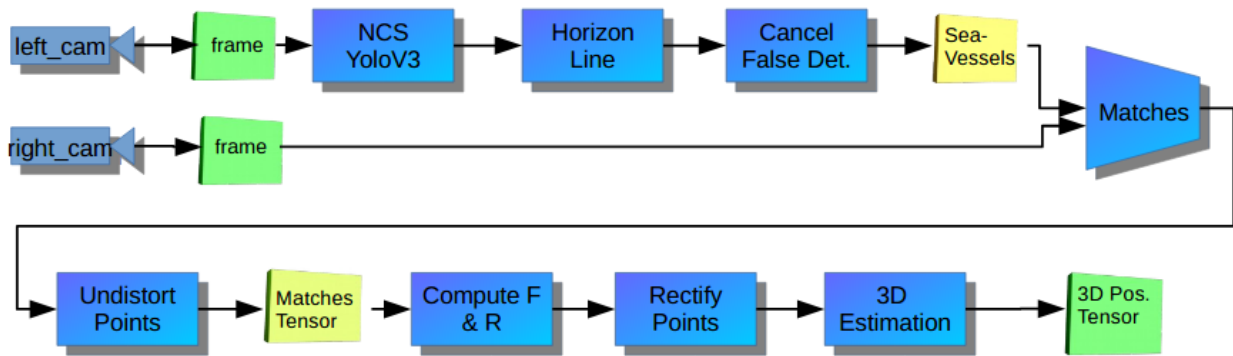 left_cam
frame
NCS
YoloV3
Horizon
Line
Cancel
False Det.
Sea-
Vessels
Matches
right_cam
frame
Undistort
Points
Matches
Tensor
Compute F
& R
Rectify
Points
3D
Estimation
3D Pos.
Tensor